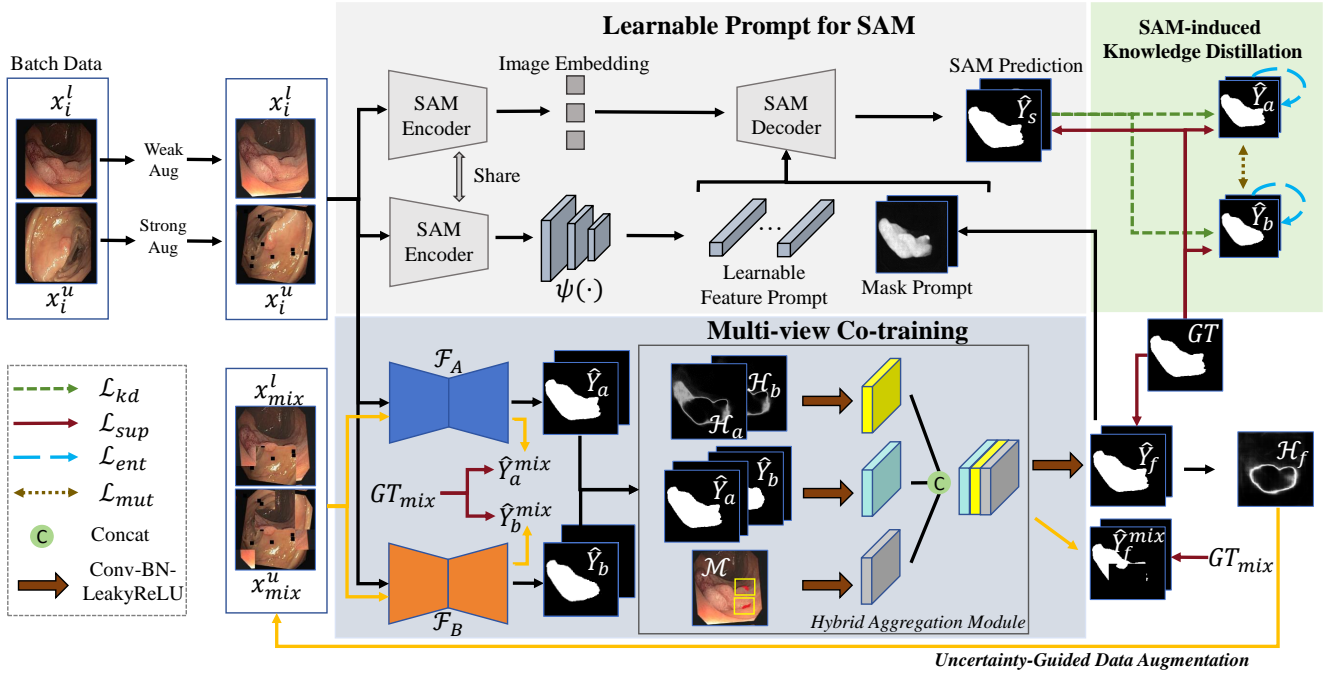 Learnable Prompt for SAM
SAM-induced
Knowledge Distillation
Batch Data
x_i^l
Weak
Aug
x_i^l
SAM
Encoder
Image Embedding
SAM
Decoder
SAM Prediction
Ŷ_s
Ŷ_a
Share
Strong
Aug
SAM
Encoder
Ŷ_b
x_i^u
x_i^u
ψ(·)
Learnable
Feature Prompt
Mask Prompt
Multi-view Co-training
GT
ℒ_kd
ℒ_sup
ℒ_ent
ℒ_mut
C
Concat
Conv-BN-
LeakyReLU
x_mix^l
x_mix^u
ℱ_A
Ŷ_a
Ŷ_a^mix
GT_mix
Ŷ_b^mix
Ŷ_b
ℱ_B
ℋ_b
ℋ_a
Ŷ_b
Ŷ_a
ℳ
C
Hybrid Aggregation Module
Ŷ_f
ℋ_f
Ŷ_f^mix
GT_mix
Uncertainty-Guided Data Augmentation